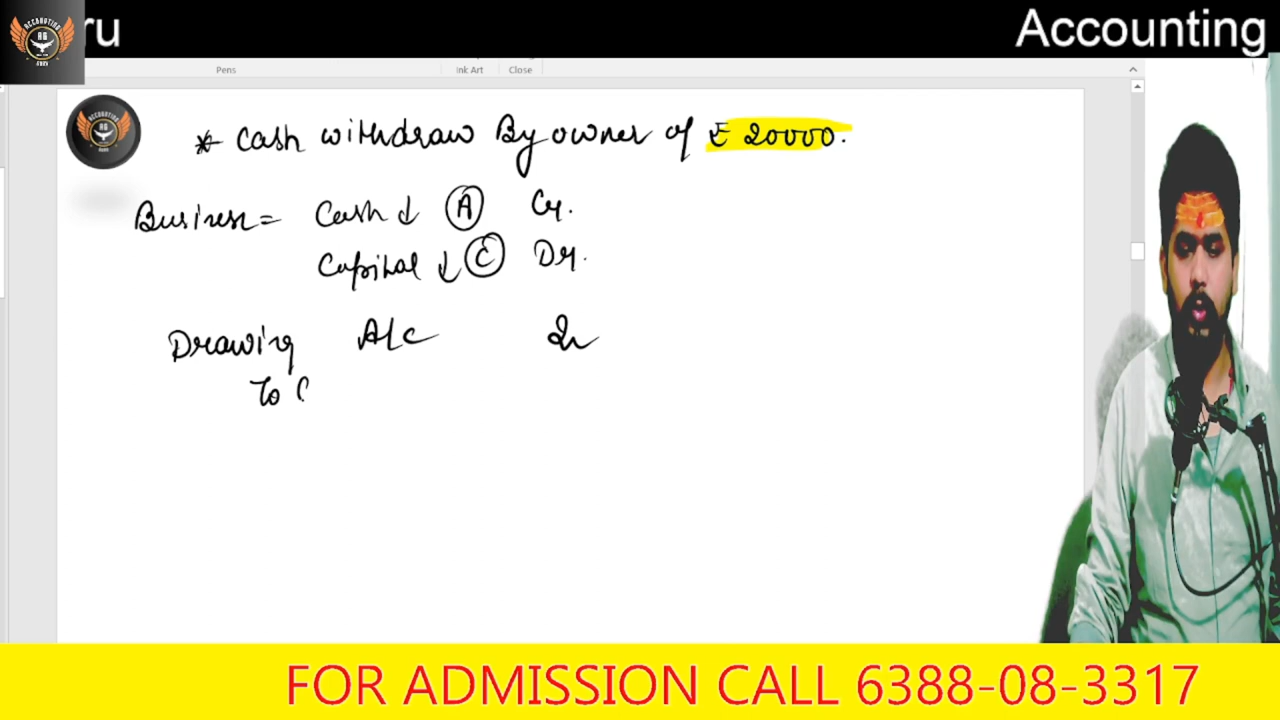 ru
Accounting
Pens
Ink Art
Close
* Cash withdraw By owner of ₹ 20000.
Business = Cash ↓ (A) Cr.
Capital ↓ (C) Dr.
Drawing A/c Dr
To C
FOR ADMISSION CALL 6388-08-3317